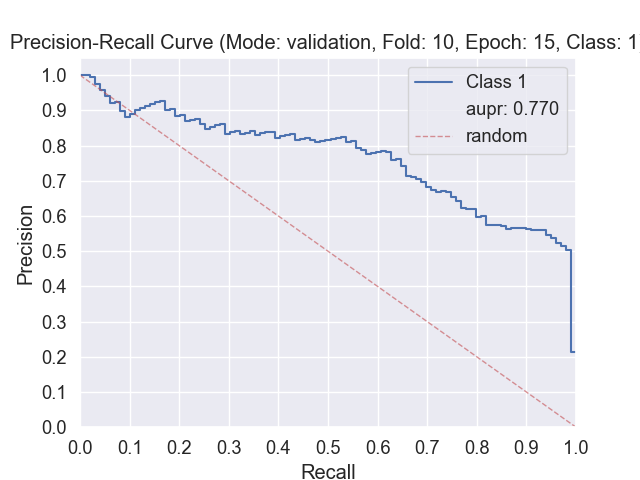 Precision-Recall Curve (Mode: validation, Fold: 10, Epoch: 15, Class: 1
Class 1
aupr: 0.770
random
1.0
0.9
0.8
0.7
0.6
0.5
0.4
0.3
0.2
0.1
0.0
Precision
0.0 0.1 0.2 0.3 0.4 0.5 0.6 0.7 0.8 0.9 1.0
Recall